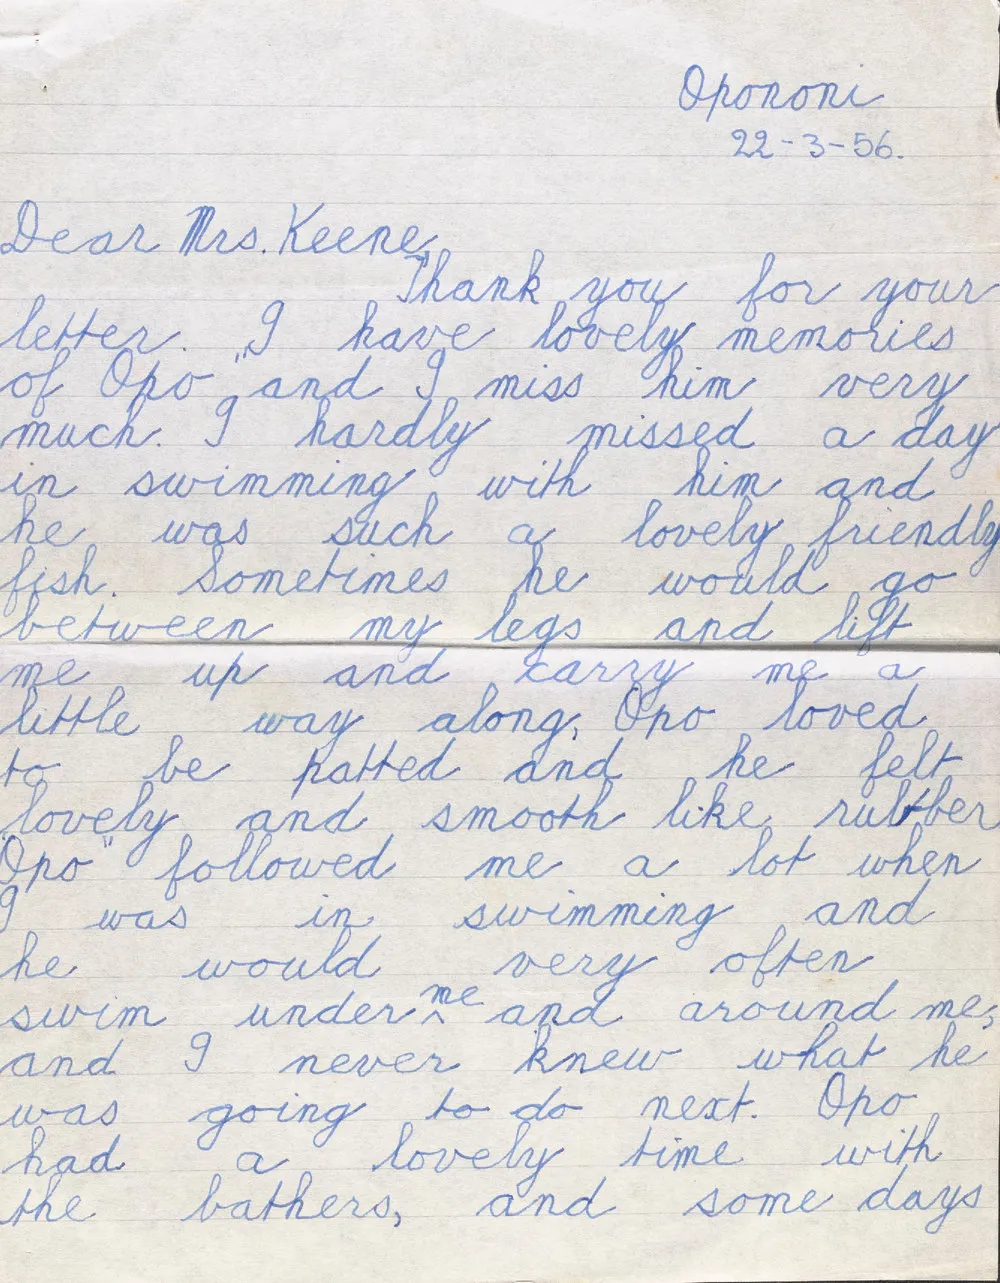 Opononi
22-3-56.
Dear Mrs. Keene,
Thank you for your
letter. I have lovely memories
of "Opo" and I miss him very
much. I hardly missed a day
in swimming with him and
he was such a lovely friendly
fish. Sometimes he would go
between my legs and lift
me up and carry me a
little way along, Opo loved
to be patted and he felt
lovely and smooth like rubber
"Opo" followed me a lot when
I was in swimming and
he would very often
swim under me and around me,
and I never knew what he
was going to do next. Opo
had a lovely time with
the bathers, and some days